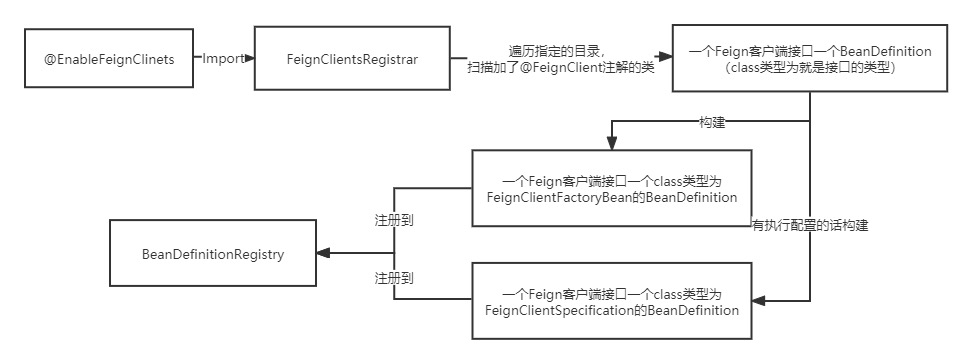 @EnableFeignClinets
Import
FeignClientsRegistrar
遍历指定的目录，
扫描加了@FeignClient注解的类
一个Feign客户端接口一个BeanDefinition
（class类型为就是接口的类型）
构建
一个Feign客户端接口一个class类型为
FeignClientFactoryBean的BeanDefinition
注册到
有执行配置的话构建
BeanDefinitionRegistry
注册到
一个Feign客户端接口一个class类型为
FeignClientSpecification的BeanDefinition